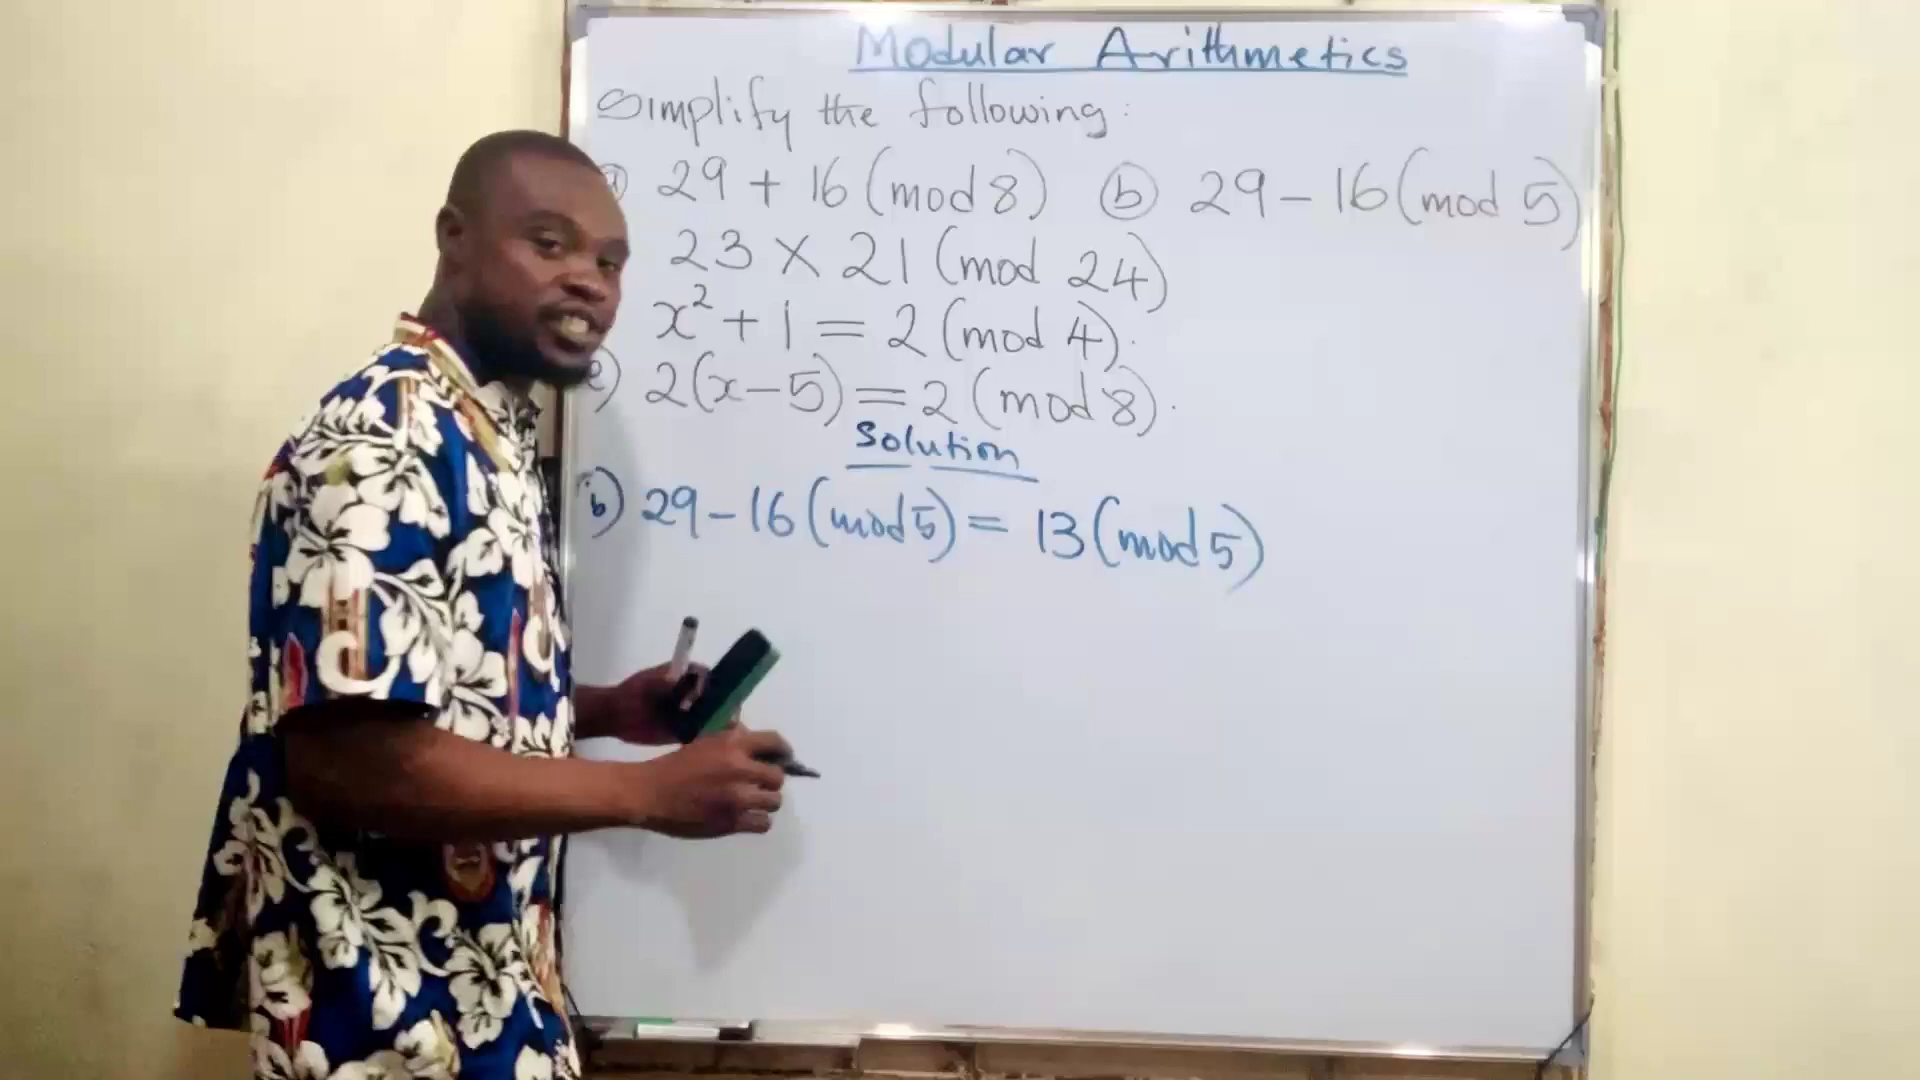 Modular Arithmetics
Simplify the following:
29 + 16 (mod 8) (b) 29 - 16 (mod 5)
23 × 21 (mod 24)
x² + 1 = 2 (mod 4).
e) 2(x-5) = 2 (mod 8).
Solution
b) 29 - 16 (mod 5) = 13 (mod 5)